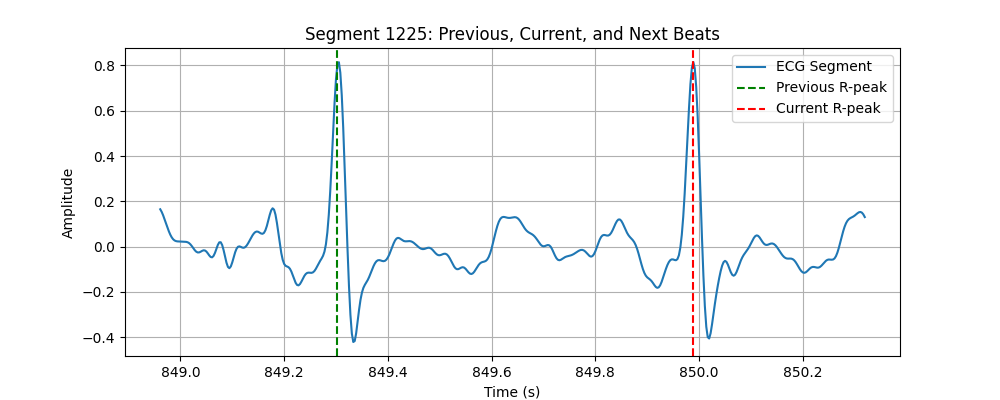 Segment 1225: Previous, Current, and Next Beats
ECG Segment
Previous R-peak
Current R-peak
Amplitude
0.8
0.6
0.4
0.2
0.0
−0.2
−0.4
849.0 849.2 849.4 849.6 849.8 850.0 850.2
Time (s)